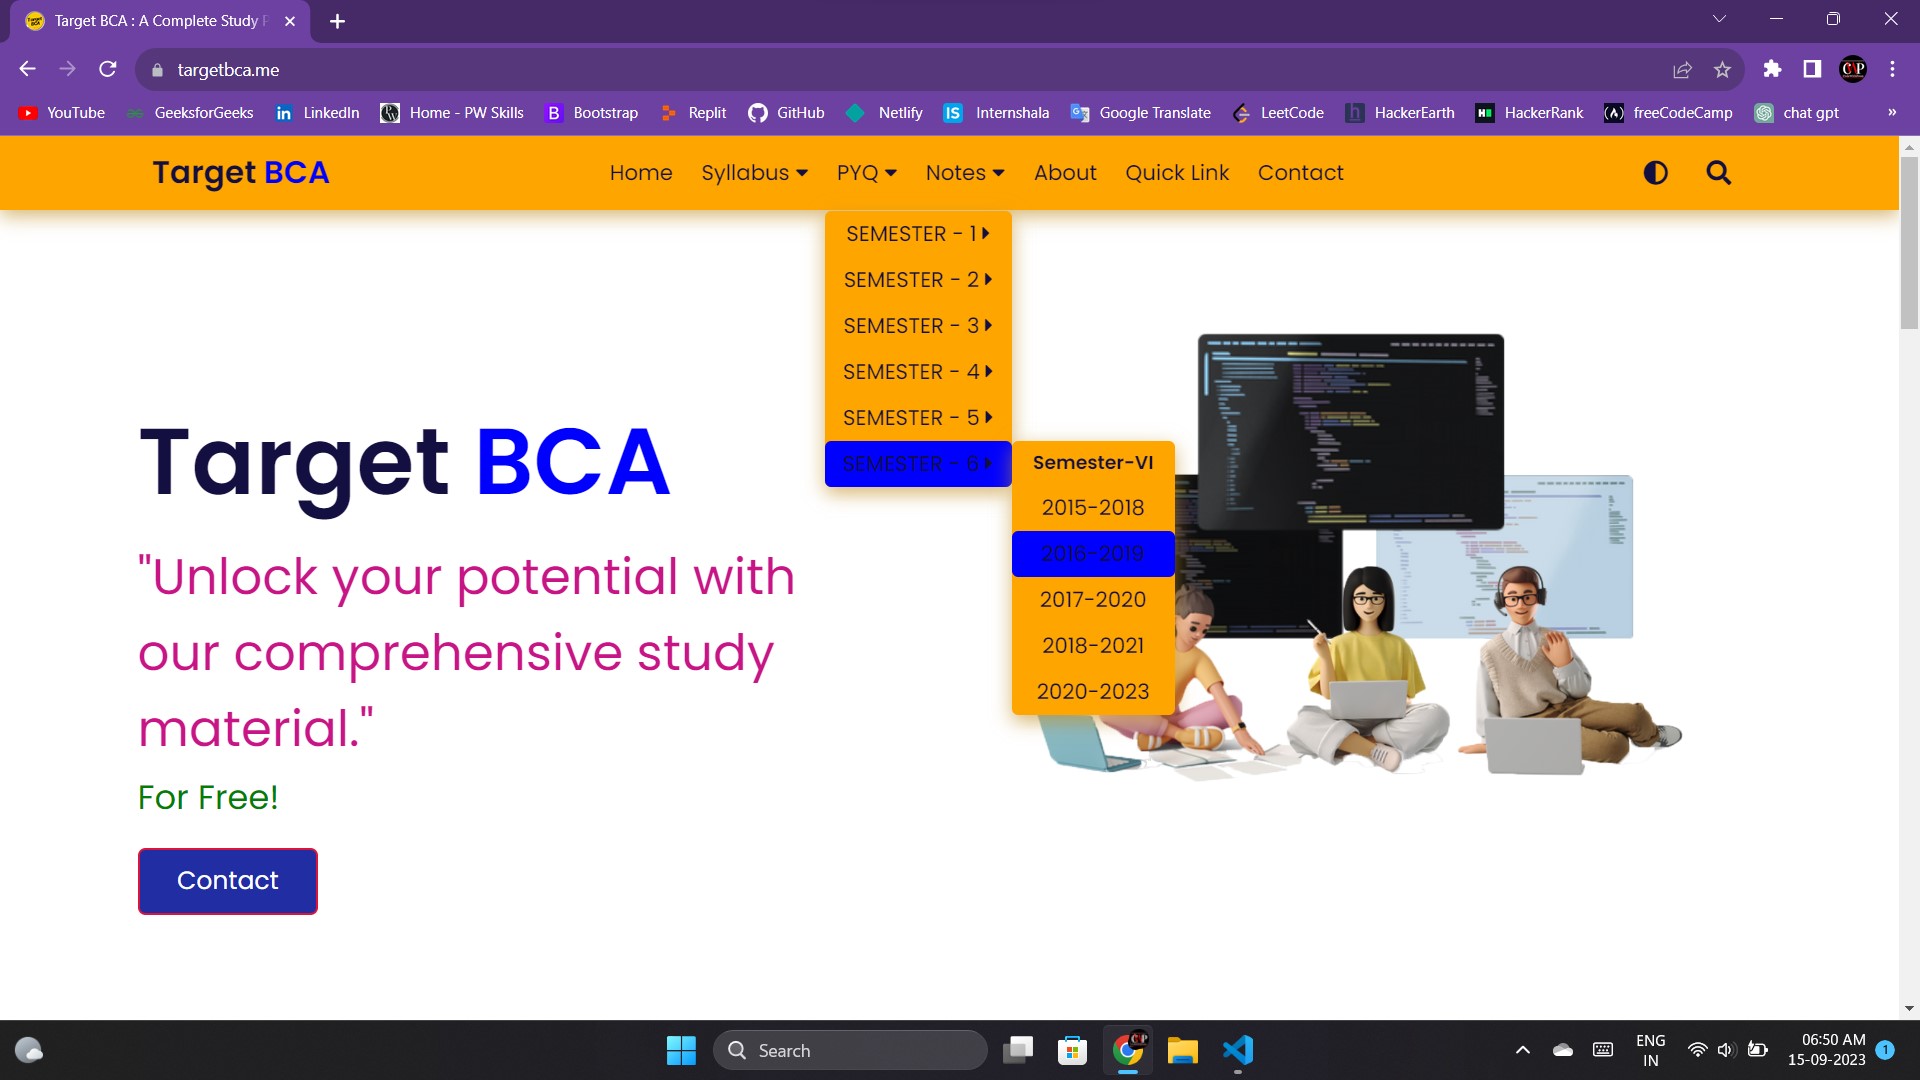 Target BCA : A Complete Study P
targetbca.me
YouTube GeeksforGeeks LinkedIn Home - PW Skills Bootstrap Replit GitHub Netlify Internshala Google Translate LeetCode HackerEarth HackerRank freeCodeCamp chat gpt »
Target BCA Home Syllabus PYQ Notes About Quick Link Contact
SEMESTER - 1
SEMESTER - 2
SEMESTER - 3
SEMESTER - 4
SEMESTER - 5
SEMESTER - 6
Semester-VI
2015-2018
2016-2019
2017-2020
2018-2021
2020-2023
Target BCA
"Unlock your potential with
our comprehensive study
material."
For Free!
Contact
Search
ENG
IN
06:50 AM
15-09-2023
1